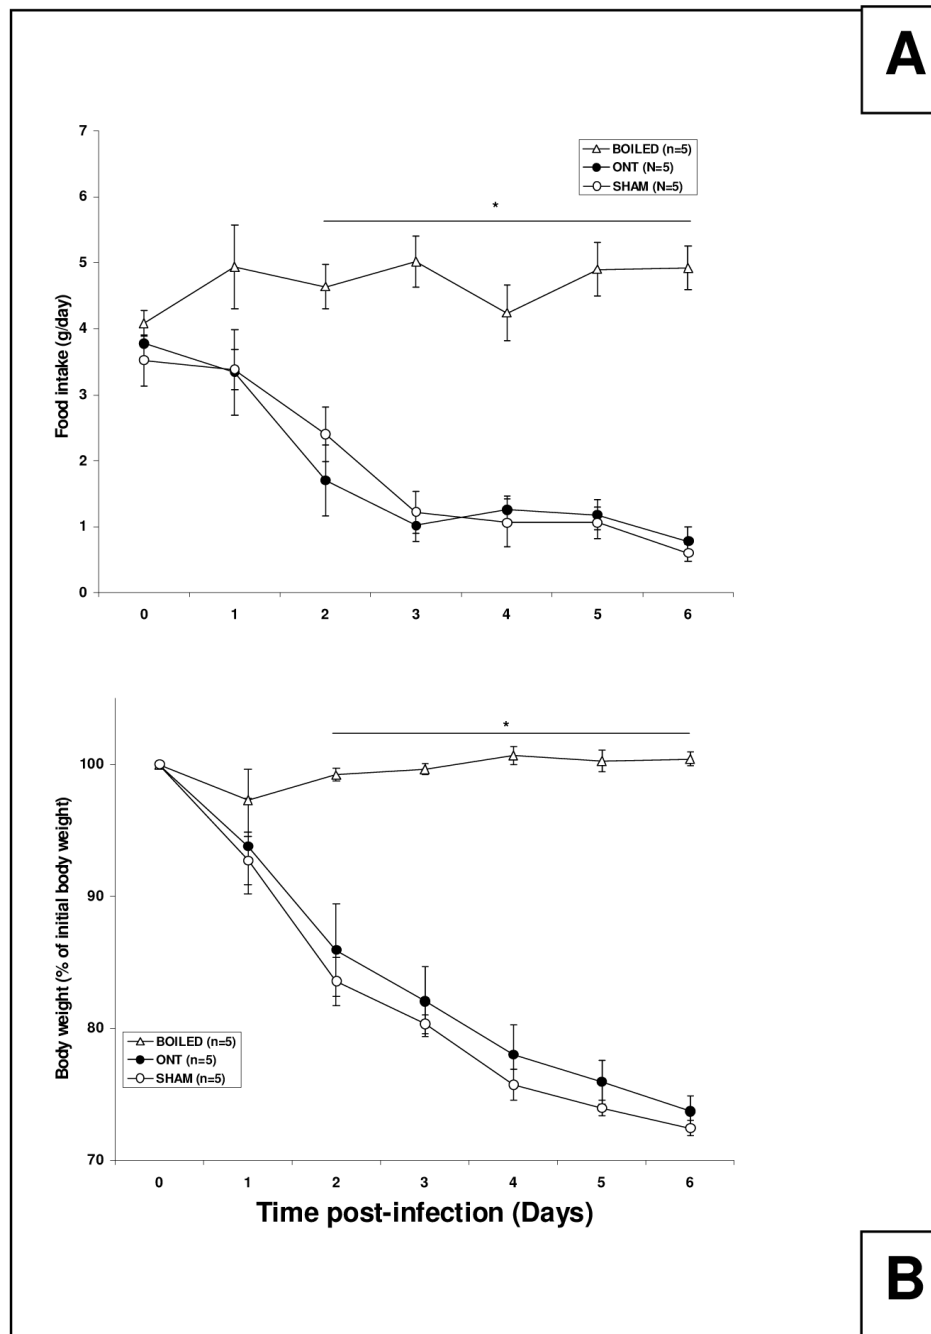 A
7
6
5
4
3
2
1
0
Food intake (g/day)
BOILED (n=5)
ONT (N=5)
SHAM (N=5)
*
0 1 2 3 4 5 6
100
90
80
70
Body weight (% of initial body weight)
*
BOILED (n=5)
ONT (n=5)
SHAM (n=5)
0 1 2 3 4 5 6
Time post-infection (Days)
B